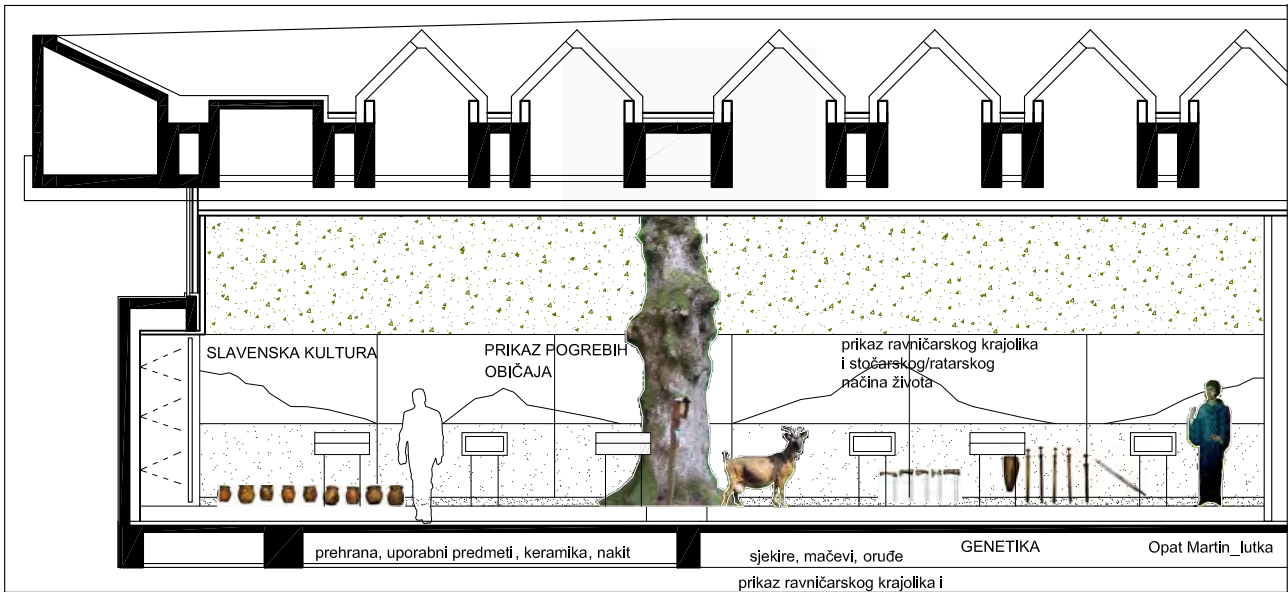 SLAVENSKA KULTURA
PRIKAZ POGREBIH
OBIČAJA
prikaz ravničarskog krajolika
i stočarskog/ratarskog
načina života
prehrana, uporabni predmeti, keramika, nakit
sjekire, mačevi, oruđe
GENETIKA
Opat Martin_lutka
prikaz ravničarskog krajolika i